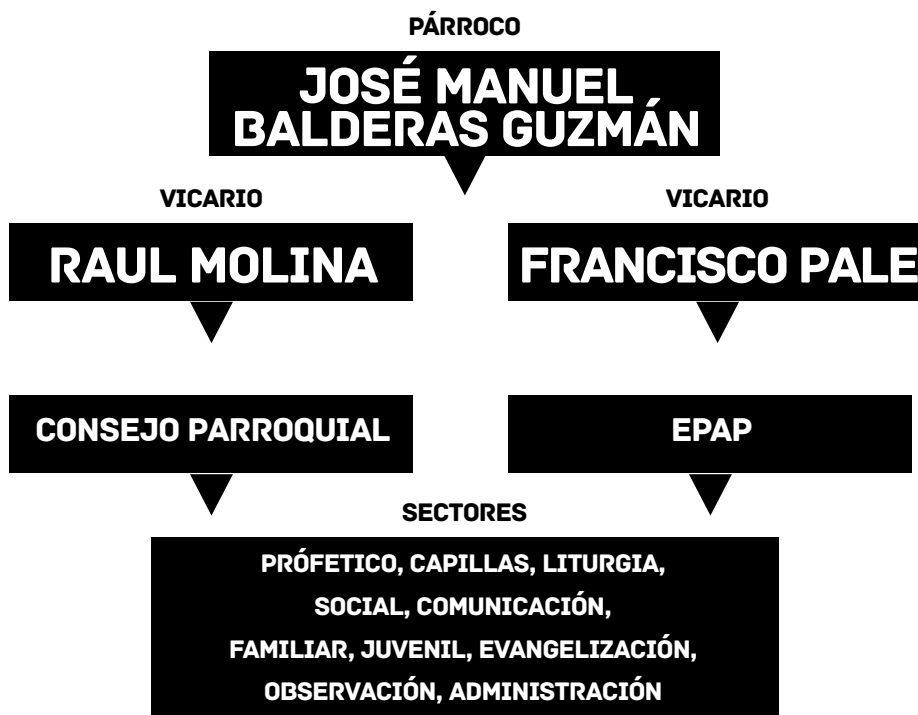 PÁRROCO
JOSÉ MANUEL
BALDERAS GUZMÁN
VICARIO
VICARIO
RAUL MOLINA
FRANCISCO PALE
CONSEJO PARROQUIAL
EPAP
SECTORES
PRÓFETICO, CAPILLAS, LITURGIA,
SOCIAL, COMUNICACIÓN,
FAMILIAR, JUVENIL, EVANGELIZACIÓN,
OBSERVACIÓN, ADMINISTRACIÓN